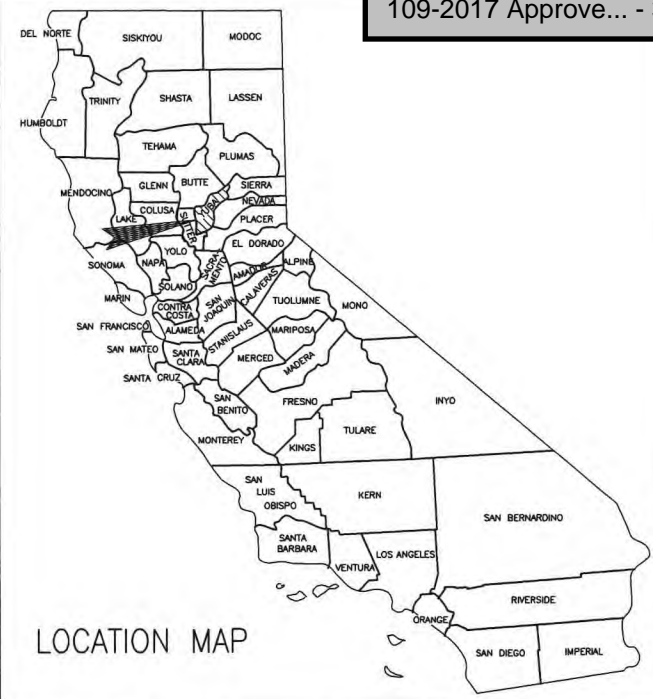 109-2017 Approve... -
DEL NORTE
SISKIYOU
MODOC
TRINITY
SHASTA
LASSEN
HUMBOLDT
TEHAMA
PLUMAS
MENDOCINO
GLENN
BUTTE
SIERRA
YUBA
NEVADA
LAKE
COLUSA
SUTTER
PLACER
SONOMA
NAPA
YOLO
EL DORADO
SACRA-
MENTO
AMADOR
ALPINE
SOLANO
CALAVERAS
MARIN
CONTRA
COSTA
SAN
JOAQUIN
TUOLUMNE
MONO
SAN FRANCISCO
ALAMEDA
STANISLAUS
MARIPOSA
SAN MATEO
SANTA
CLARA
MERCED
MADERA
SANTA CRUZ
SAN
BENITO
FRESNO
INYO
MONTEREY
KINGS
TULARE
SAN
LUIS
OBISPO
KERN
SAN BERNARDINO
SANTA
BARBARA
VENTURA
LOS ANGELES
ORANGE
RIVERSIDE
SAN DIEGO
IMPERIAL
LOCATION MAP